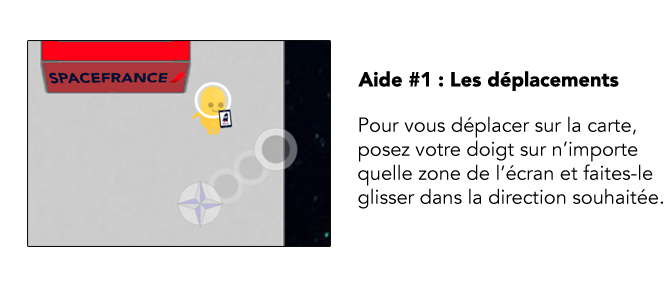 SPACEFRANCE
Aide #1 : Les déplacements
Pour vous déplacer sur la carte,
posez votre doigt sur n'importe
quelle zone de l'écran et faites-le
glisser dans la direction souhaitée.